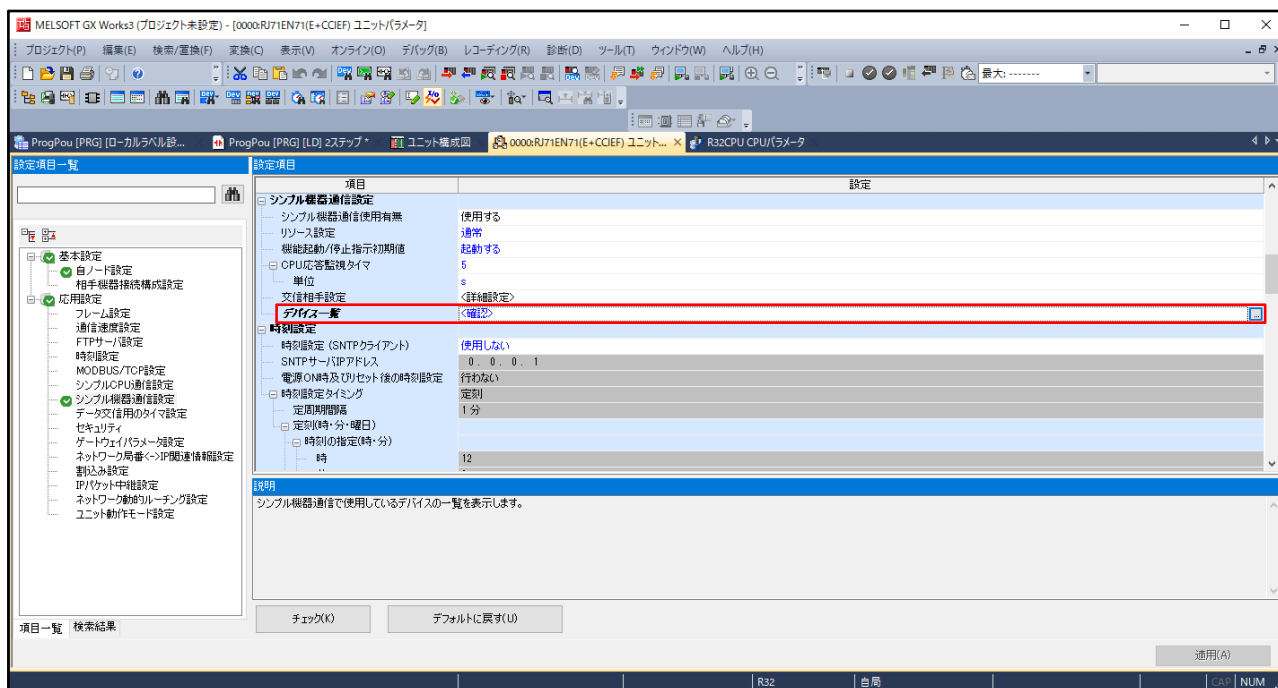 MELSOFT GX Works3 (プロジェクト未設定) - [0000:RJ71EN71(E+CCIEF) ユニットパラメータ]
プロジェクト(P) 編集(E) 検索/置換(F) 変換(C) 表示(V) オンライン(O) デバッグ(B) レコーディング(R) 診断(D) ツール(T) ウィンドウ(W) ヘルプ(H)
最大: -------
ProgPou [PRG] [ローカルラベル設... ProgPou [PRG] [LD] 2ステップ * ユニット構成図 0000:RJ71EN71(E+CCIEF) ユニット... R32CPU CPUパラメータ
設定項目一覧
設定項目
項目 設定
シンプル機器通信設定
シンプル機器通信使用有無 使用する
リソース設定 通常
機能起動/停止指示初期値 起動する
CPU応答監視タイマ 5
単位 s
交信相手設定 <詳細設定>
デバイス一覧 <確認> ...
時刻設定
時刻設定 (SNTPクライアント) 使用しない
SNTPサーバIPアドレス 0 . 0 . 0 . 1
電源ON時及びリセット後の時刻設定 行わない
時刻設定タイミング 定刻
定周期間隔 1 分
定刻(時・分・曜日)
時刻の指定(時・分)
時 12
基本設定
自ノード設定
相手機器接続構成設定
応用設定
フレーム設定
通信速度設定
FTPサーバ設定
時刻設定
MODBUS/TCP設定
シンプルCPU通信設定
シンプル機器通信設定
データ交信用のタイマ設定
セキュリティ
ゲートウェイパラメータ設定
ネットワーク局番<->IP関連情報設定
割込み設定
IPパケット中継設定
ネットワーク動的ルーチング設定
ユニット動作モード設定
説明
シンプル機器通信で使用しているデバイスの一覧を表示します。
チェック(K) デフォルトに戻す(U)
項目一覧 検索結果
適用(A)
R32 自局 CAP NUM